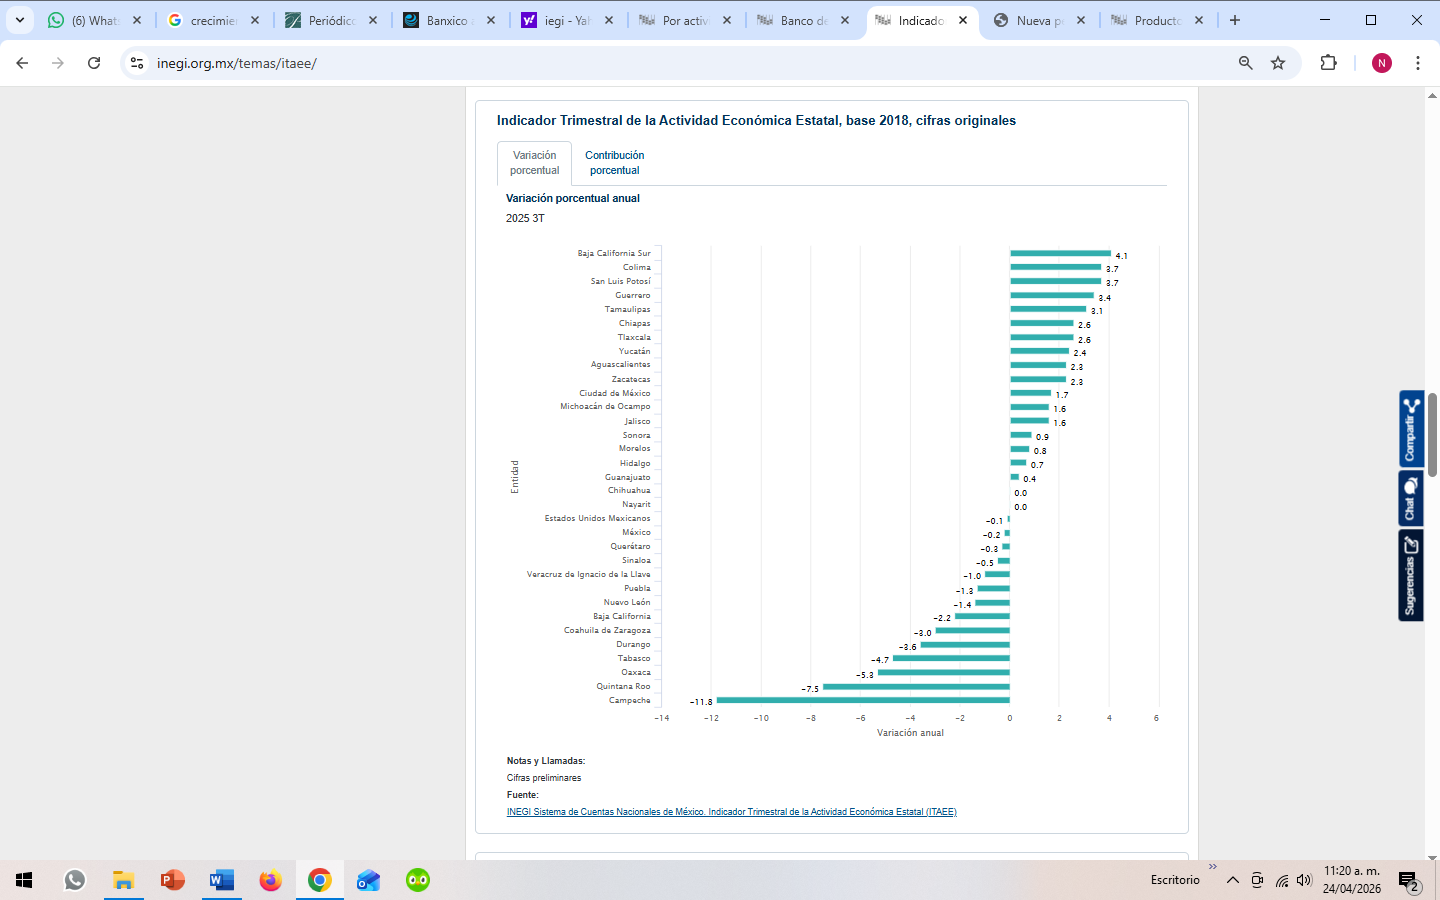 (6) What
crecimie
Periódic
Banxico
iegi - Yah
Por activ
Banco de
Indicado
Nueva p
Producto
inegi.org.mx/temas/itaee/
N
Indicador Trimestral de la Actividad Económica Estatal, base 2018, cifras originales
Variación
porcentual
Contribución
porcentual
Variación porcentual anual
2025 3T
Baja California Sur 4.1
Colima 3.7
San Luis Potosí 3.7
Guerrero 3.4
Tamaulipas 3.1
Chiapas 2.6
Tlaxcala 2.6
Yucatán 2.4
Aguascalientes 2.3
Zacatecas 2.3
Ciudad de México 1.7
Michoacán de Ocampo 1.6
Jalisco 1.6
Sonora 0.9
Morelos 0.8
Hidalgo 0.7
Guanajuato 0.4
Chihuahua 0.0
Nayarit 0.0
Estados Unidos Mexicanos -0.1
México -0.2
Querétaro -0.3
Sinaloa -0.5
Veracruz de Ignacio de la Llave -1.0
Puebla -1.3
Nuevo León -1.4
Baja California -2.2
Coahuila de Zaragoza -3.0
Durango -3.6
Tabasco -4.7
Oaxaca -5.3
Quintana Roo -7.5
Campeche -11.8
Entidad
-14 -12 -10 -8 -6 -4 -2 0 2 4 6
Variación anual
Notas y Llamadas:
Cifras preliminares
Fuente:
INEGI Sistema de Cuentas Nacionales de México. Indicador Trimestral de la Actividad Económica Estatal (ITAEE)
Compartir
Chat
Sugerencias
Escritorio
11:20 a. m.
24/04/2026
2